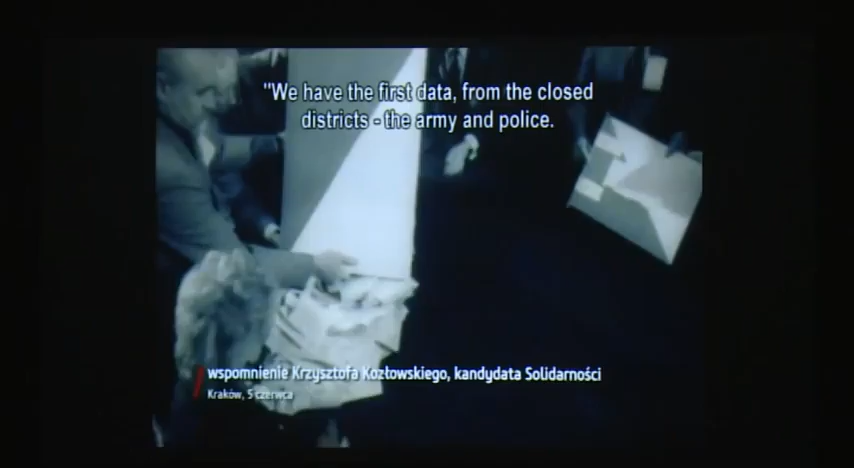 "We have the first data, from the closed
districts - the army and police.
wspomnienie Krzysztofa Kozłowskiego, kandydata Solidarności
Kraków, 5 czerwca